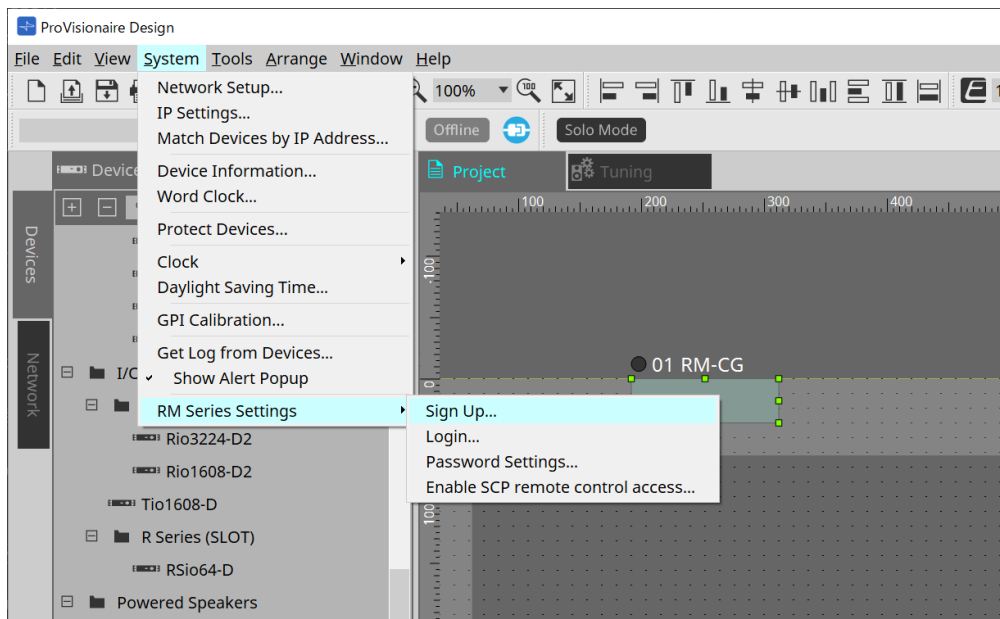 ProVisionaire Design
File Edit View System Tools Arrange Window Help
100%
Offline
Solo Mode
Network Setup...
IP Settings...
Match Devices by IP Address...
Device Information...
Word Clock...
Protect Devices...
Clock
Daylight Saving Time...
GPI Calibration...
Get Log from Devices...
Show Alert Popup
RM Series Settings
Sign Up...
Login...
Password Settings...
Enable SCP remote control access...
Devices
Network
Device
I/O
Rio3224-D2
Rio1608-D2
Tio1608-D
R Series (SLOT)
RSio64-D
Powered Speakers
Project
Tuning
100 200 300 400
-100
0
100
01 RM-CG